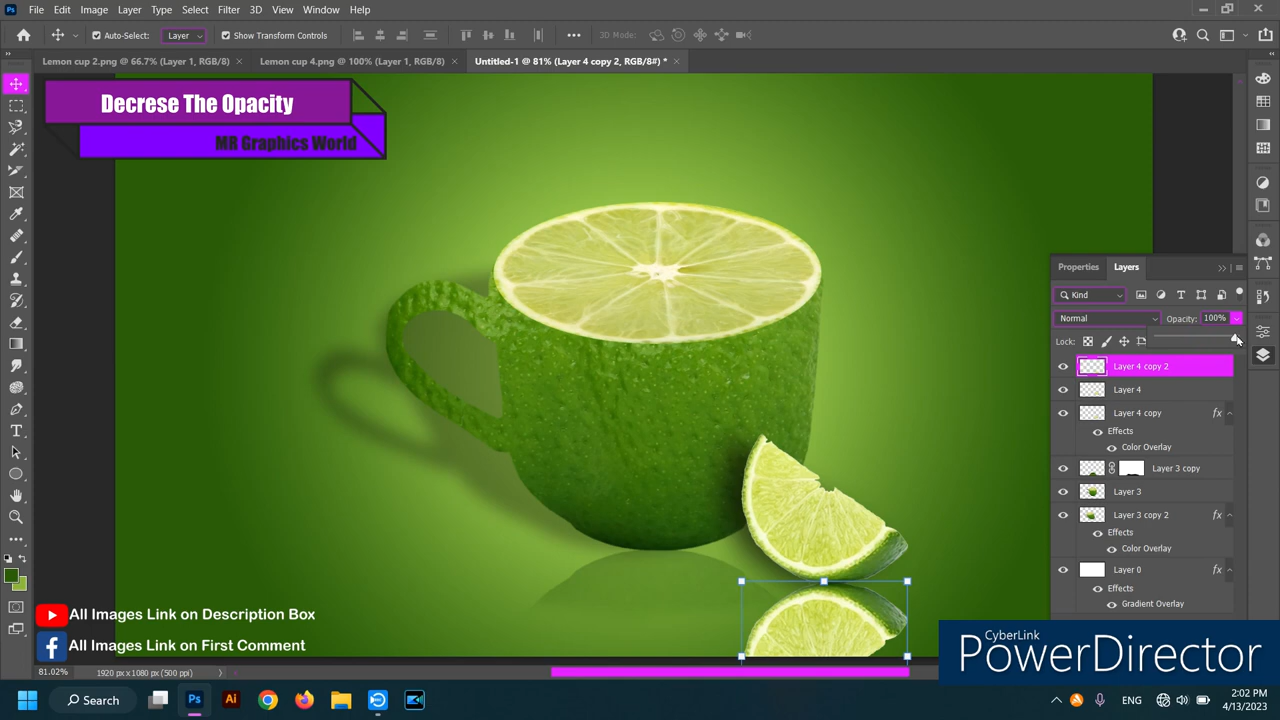 File Edit Image Layer Type Select Filter 3D View Window Help
Auto-Select: Layer Show Transform Controls 3D Mode:
Lemon cup 2.png @ 66.7% (Layer 1, RGB/8) × Lemon cup 4.png @ 100% (Layer 1, RGB/8) × Untitled-1 @ 81% (Layer 4 copy 2, RGB/8#) * ×
Decrese The Opacity
MR Graphics World
Properties Layers
Kind
Normal Opacity: 100%
Lock:
Layer 4 copy 2
Layer 4
Layer 4 copy fx
Effects
Color Overlay
Layer 3 copy
Layer 3
Layer 3 copy 2 fx
Effects
Color Overlay
Layer 0 fx
Effects
Gradient Overlay
All Images Link on Description Box
All Images Link on First Comment
CyberLink
PowerDirector
81.02% 1920 px x 1080 px (500 ppi)
Search Ps Ai ENG 2:02 PM
4/13/2023